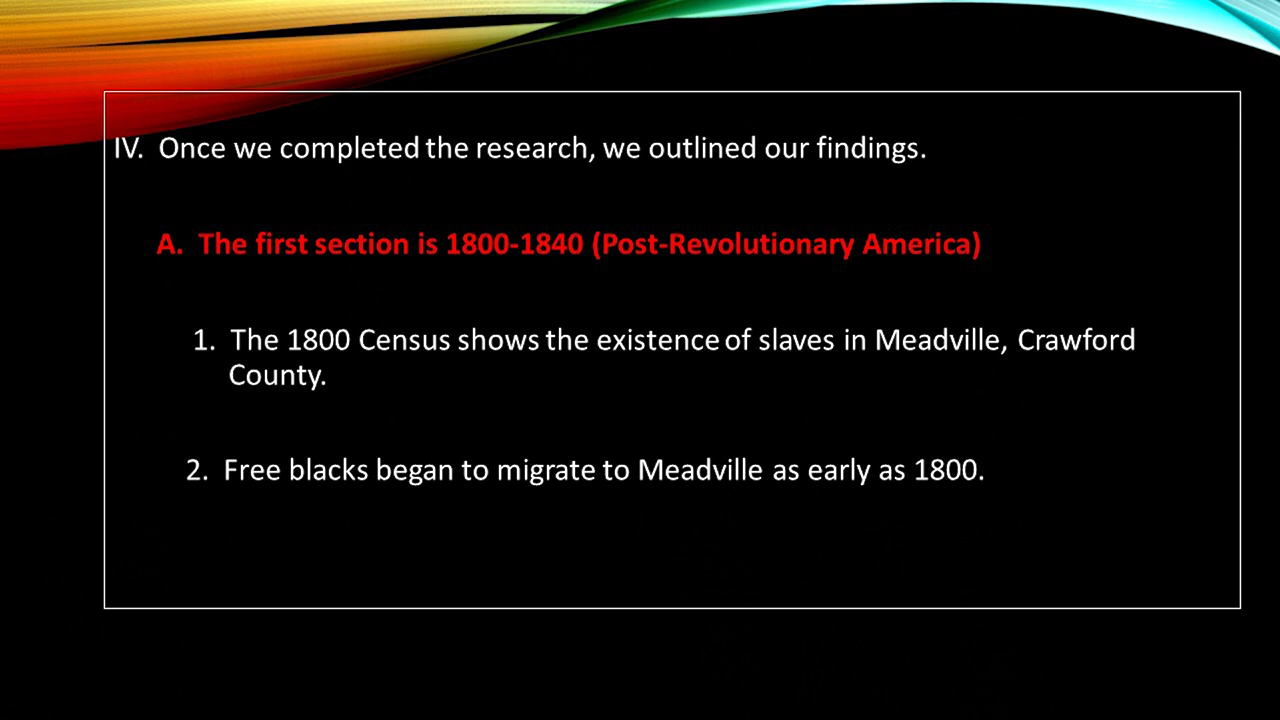 IV. Once we completed the research, we outlined our findings.
A. The first section is 1800-1840 (Post-Revolutionary America)
1. The 1800 Census shows the existence of slaves in Meadville, Crawford
County.
2. Free blacks began to migrate to Meadville as early as 1800.